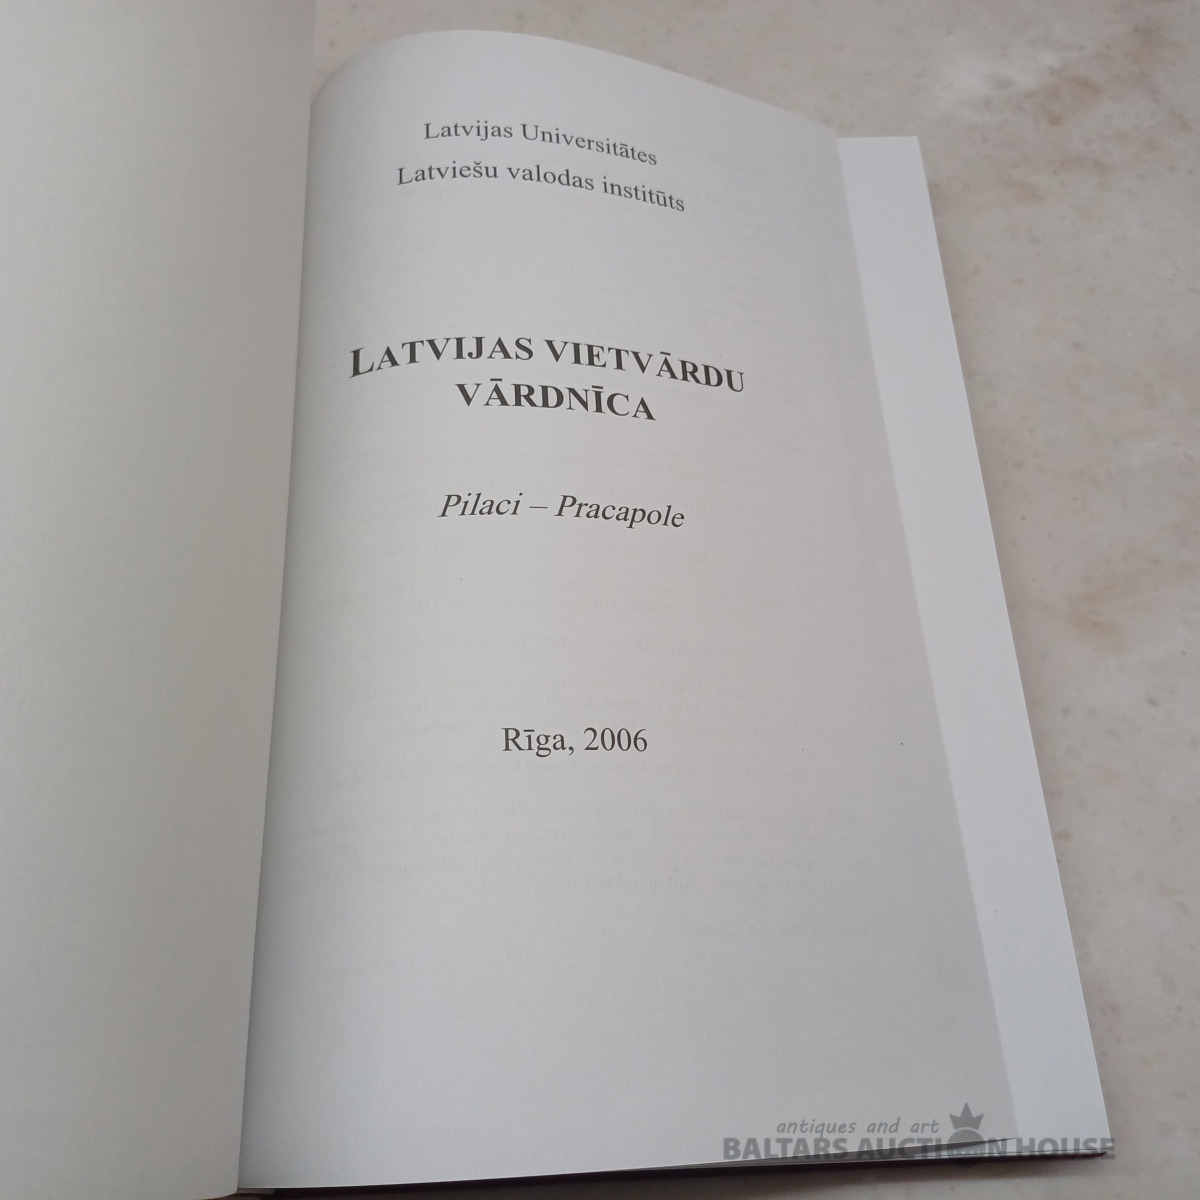 Latvijas Universitātes
Latviešu valodas institūts
LATVIJAS VIETVĀRDU
VĀRDNĪCA
Pilaci – Pracapole
Rīga, 2006
antiques and art
BALTARS AUCTION HOUSE